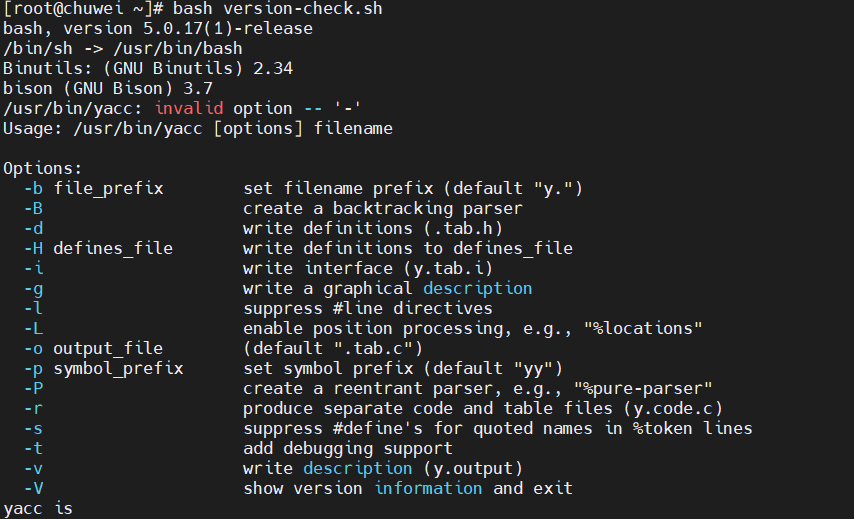 [root@chuwei ~]# bash version-check.sh
bash, version 5.0.17(1)-release
/bin/sh -> /usr/bin/bash
Binutils: (GNU Binutils) 2.34
bison (GNU Bison) 3.7
/usr/bin/yacc: invalid option -- '-'
Usage: /usr/bin/yacc [options] filename

Options:
  -b file_prefix        set filename prefix (default "y.")
  -B                    create a backtracking parser
  -d                    write definitions (.tab.h)
  -H defines_file       write definitions to defines_file
  -i                    write interface (y.tab.i)
  -g                    write a graphical description
  -l                    suppress #line directives
  -L                    enable position processing, e.g., "%locations"
  -o output_file        (default ".tab.c")
  -p symbol_prefix      set symbol prefix (default "yy")
  -P                    create a reentrant parser, e.g., "%pure-parser"
  -r                    produce separate code and table files (y.code.c)
  -s                    suppress #define's for quoted names in %token lines
  -t                    add debugging support
  -v                    write description (y.output)
  -V                    show version information and exit
yacc is